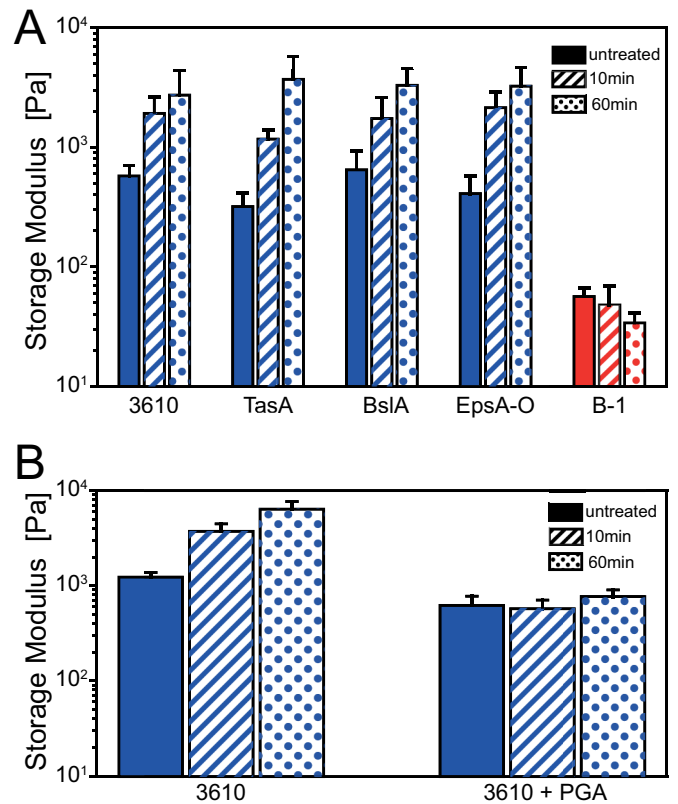 A
Storage Modulus [Pa]
10⁴
10³
10²
10¹
untreated
10min
60min
3610 TasA BslA EpsA-O B-1
B
Storage Modulus [Pa]
10⁴
10³
10²
10¹
untreated
10min
60min
3610 3610 + PGA